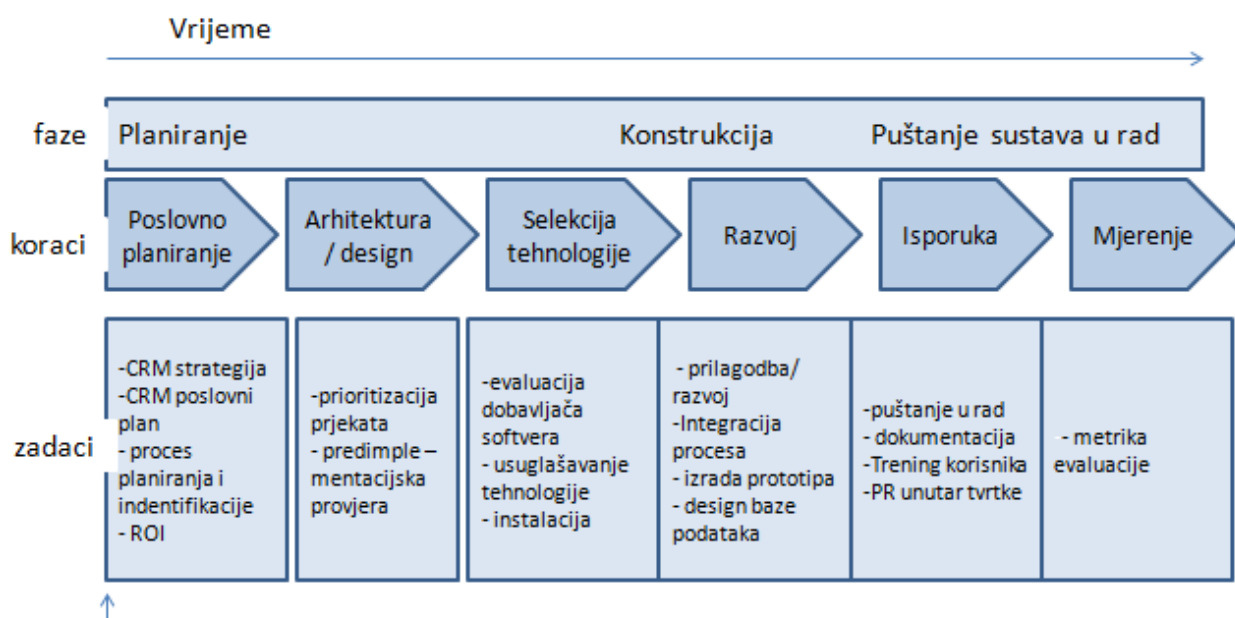 Vrijeme
faze
Planiranje
Konstrukcija
Puštanje sustava u rad
koraci
Poslovno
planiranje
Arhitektura
/ design
Selekcija
tehnologije
Razvoj
Isporuka
Mjerenje
zadaci
-CRM strategija
-CRM poslovni
plan
- proces
planiranja i
indentifikacije
- ROI
-prioritizacija
prjekata
- predimple –
mentacijska
provjera
-evaluacija
dobavljača
softvera
- usuglašavanje
tehnologije
- instalacija
- prilagodba/
razvoj
-Integracija
procesa
- izrada prototipa
- design baze
podataka
-puštanje u rad
- dokumentacija
-Trening korisnika
-PR unutar tvrtke
- metrika
evaluacije